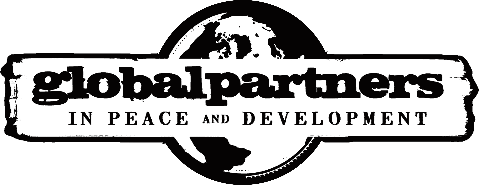 globalpartners
IN PEACE AND DEVELOPMENT